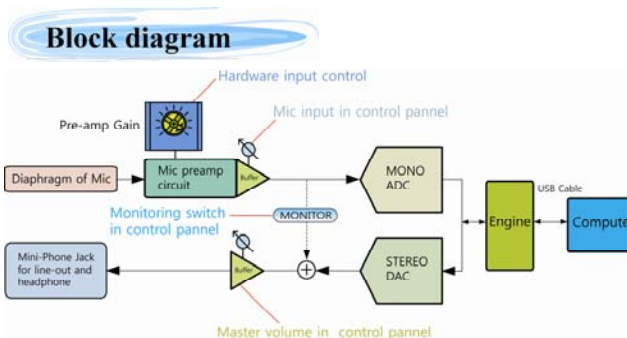 Block diagram
Hardware input control
Pre-amp Gain
Mic input in control pannel
Diaphragm of Mic
Mic preamp
circuit
Buffer
MONO
ADC
Monitoring switch
in control pannel
MONITOR
Engine
USB Cable
Compute
Mini-Phone Jack
for line-out and
headphone
Buffer
STEREO
DAC
Master volume in control pannel